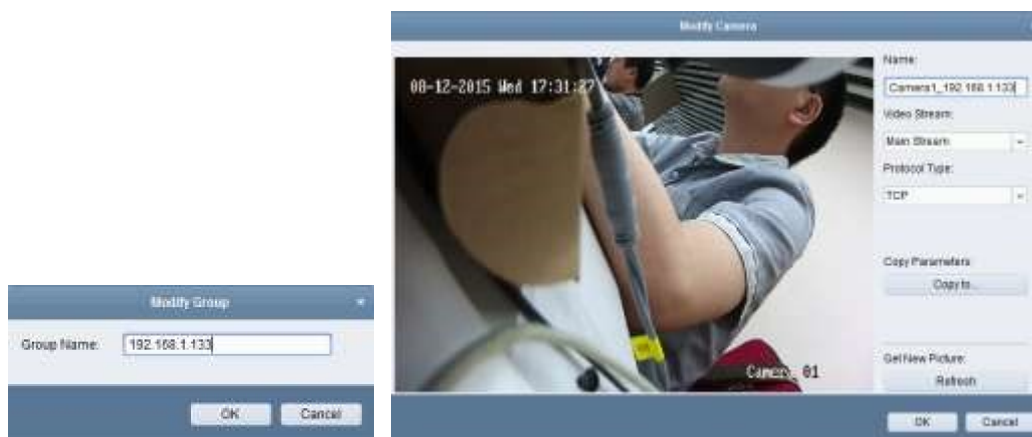 Modify Group
Group Name:
192.168.1.133
OK
Cancel
Modify Camera
08-12-2015 Wed 17:31:27
Camera 01
Name:
Camera1_192.168.1.133
Video Stream:
Main Stream
Protocol Type:
TCP
Copy Parameters:
Copy to...
Get New Picture:
Refresh
OK
Cancel